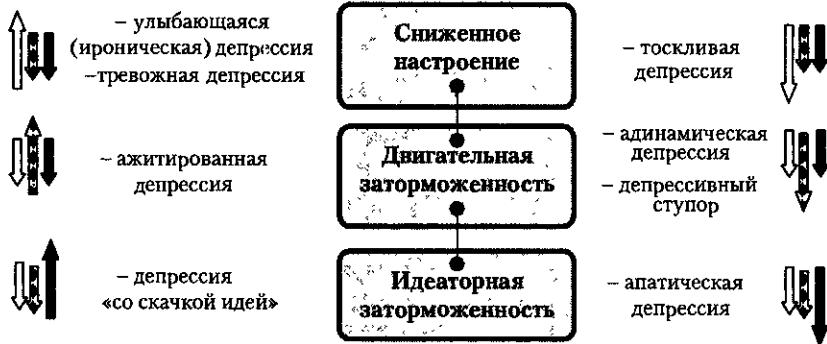 – улыбающаяся
(ироническая) депрессия
–тревожная депрессия
Сниженное
настроение
– тоскливая
депрессия
– ажитированная
депрессия
Двигательная
заторможенность
– адинамическая
депрессия
– депрессивный
ступор
– депрессия
«со скачкой идей»
Идеаторная
заторможенность
– апатическая
депрессия